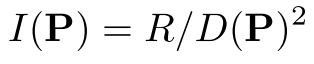 I(P) = R/D(P)²